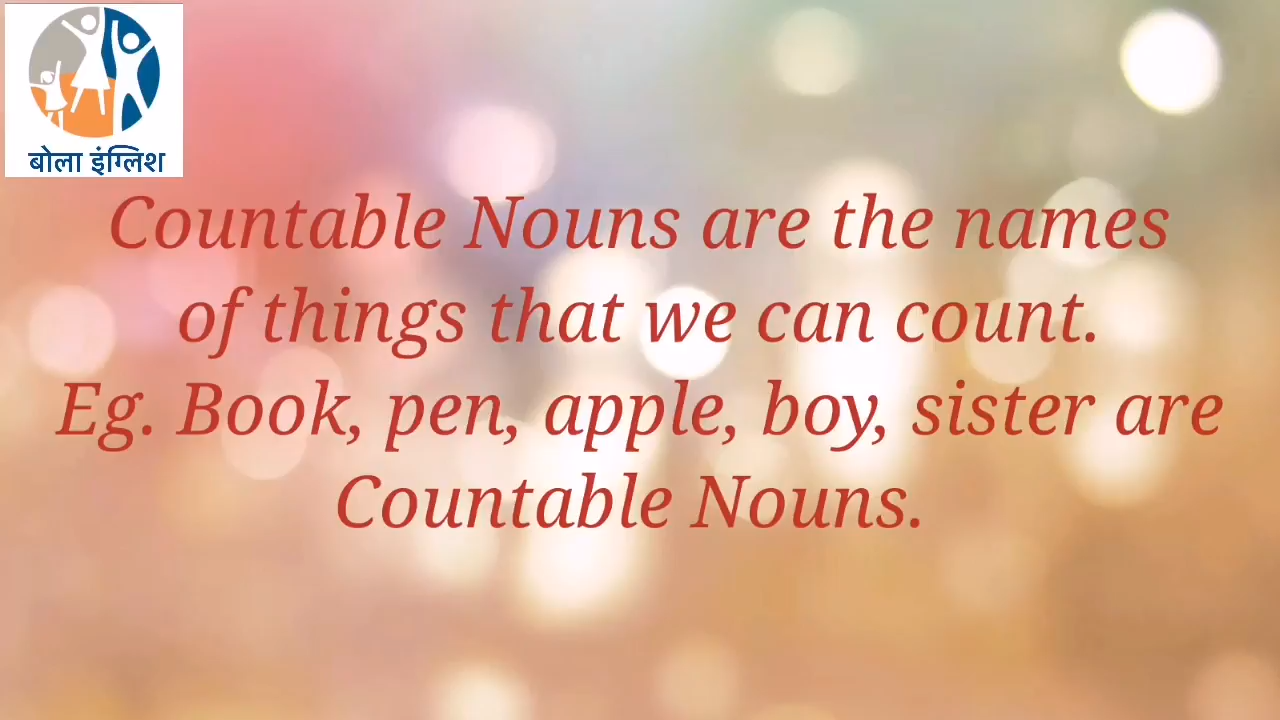 बोला इंग्लिश
Countable Nouns are the names
of things that we can count.
Eg. Book, pen, apple, boy, sister are
Countable Nouns.